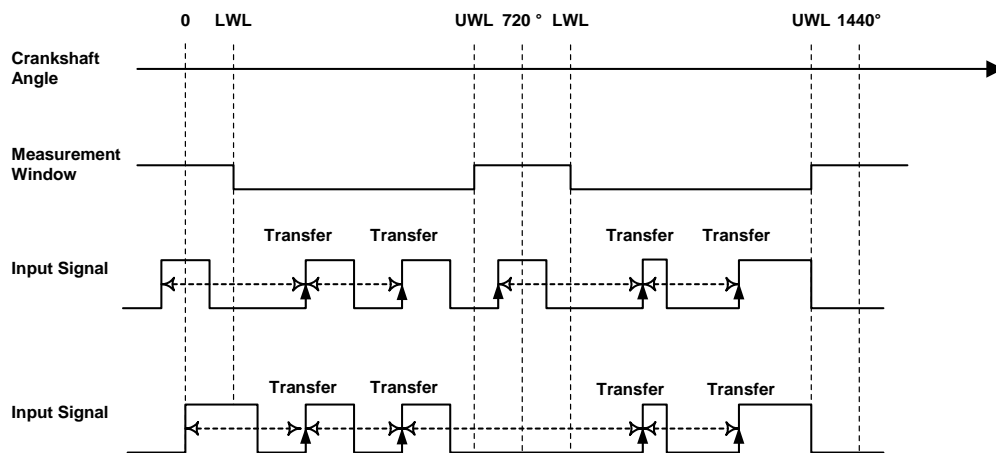 0 LWL UWL 720 ° LWL UWL 1440°
Crankshaft
Angle
Measurement
Window
Transfer Transfer Transfer Transfer
Input Signal
Transfer Transfer Transfer Transfer
Input Signal